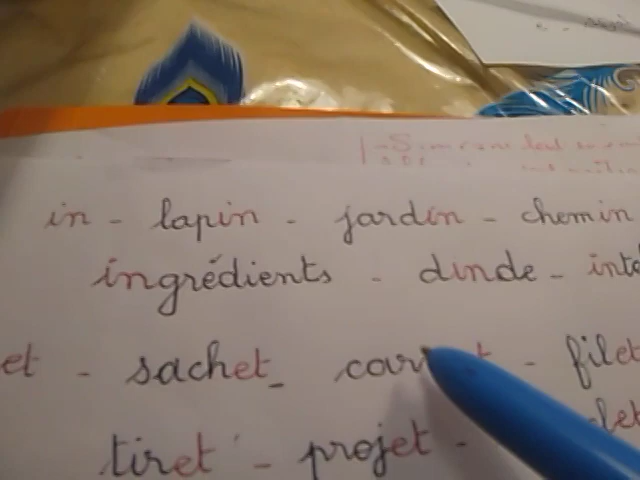 in - lapin - jardin - chemin
ingrédients - dinde -
et - sachet - - filet
tiret - projet -